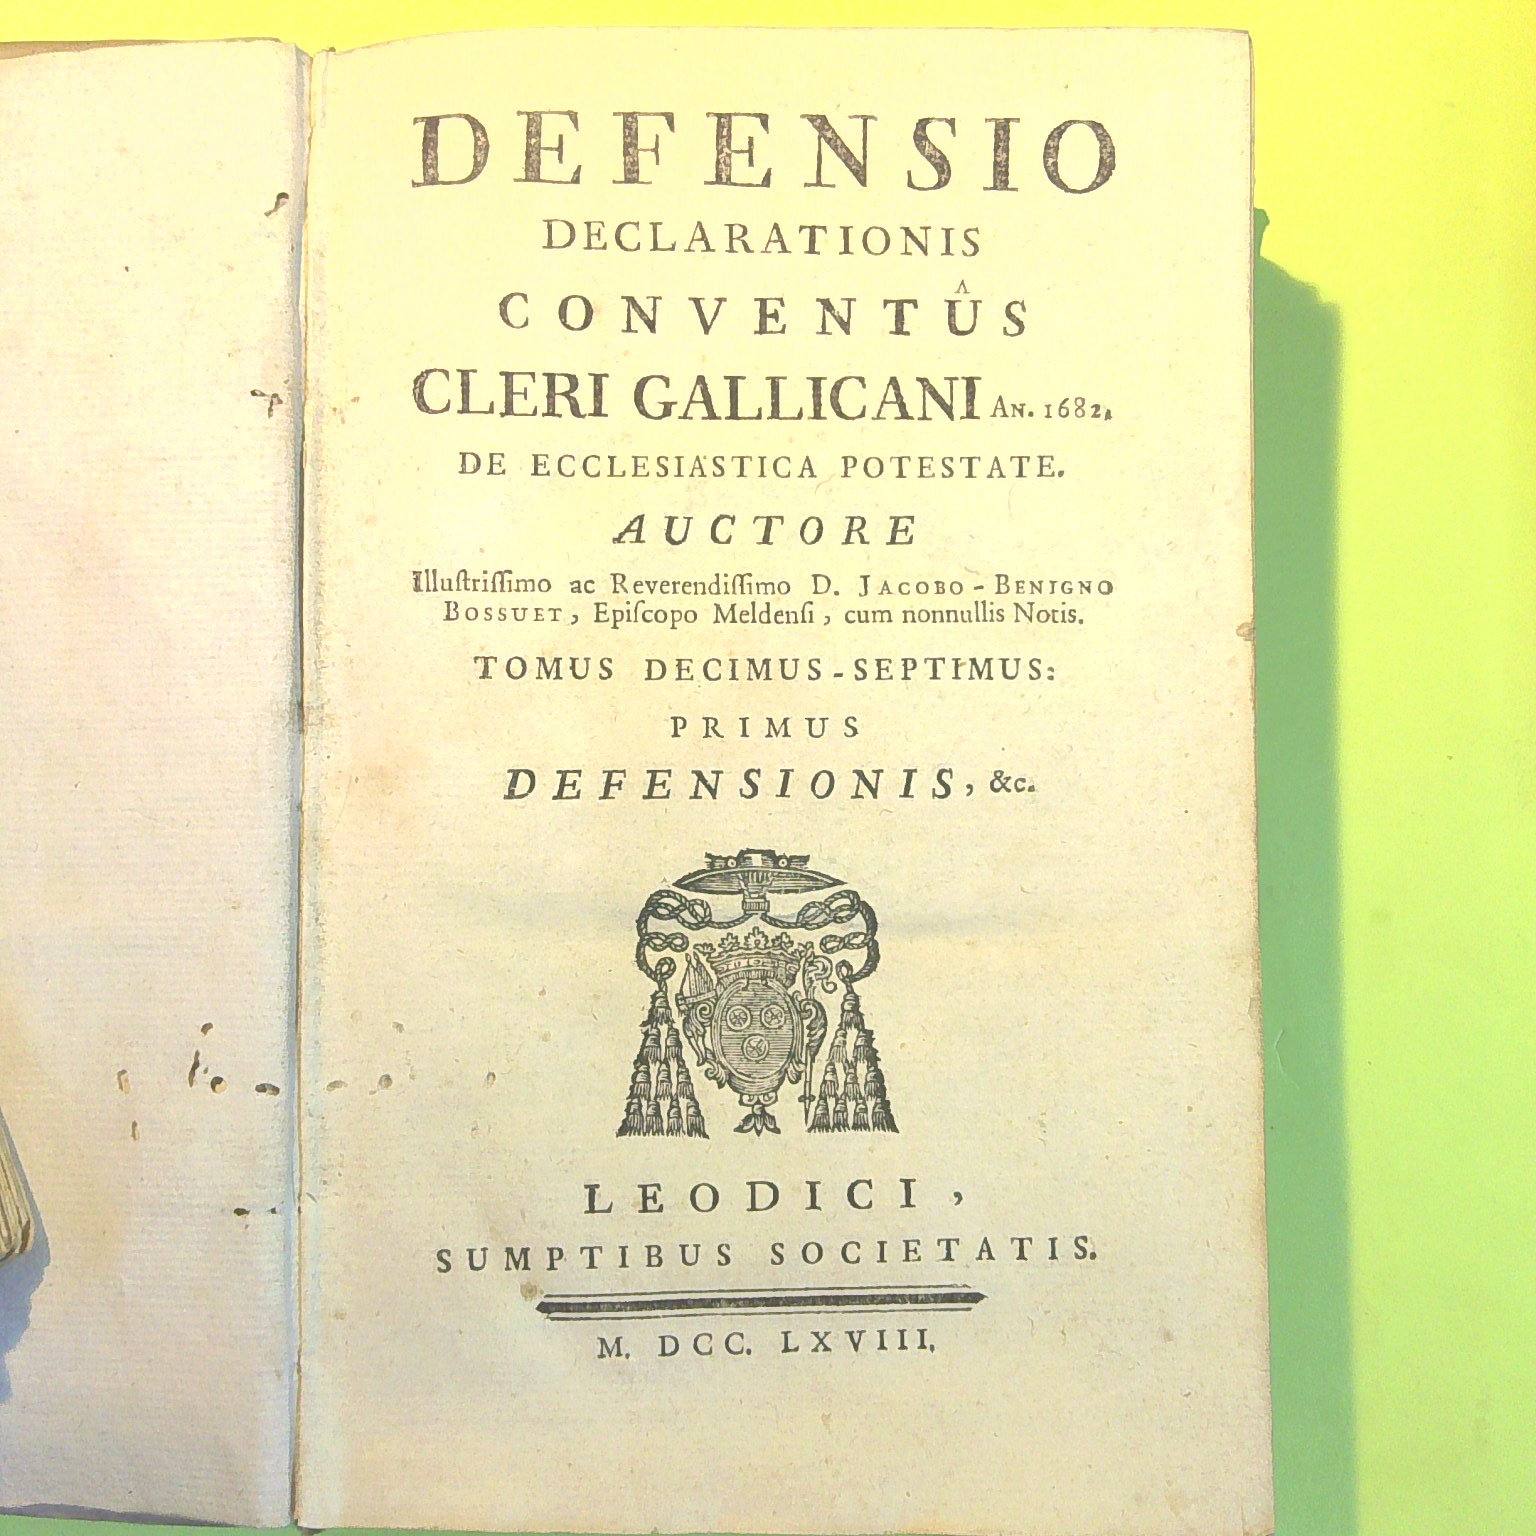 DEFENSIO
DECLARATIONIS
CONVENTÛS
CLERI GALLICANI AN. 1682,
DE ECCLESIASTICA POTESTATE.
AUCTORE
Illuſtriſſimo ac Reverendiſſimo D. JACOBO-BENIGNO
BOSSUET, Epiſcopo Meldenſi, cum nonnullis Notis.
TOMUS DECIMUS-SEPTIMUS:
PRIMUS
DEFENSIONIS, &c.
LEODICI,
SUMPTIBUS SOCIETATIS.
M. DCC. LXVIII.